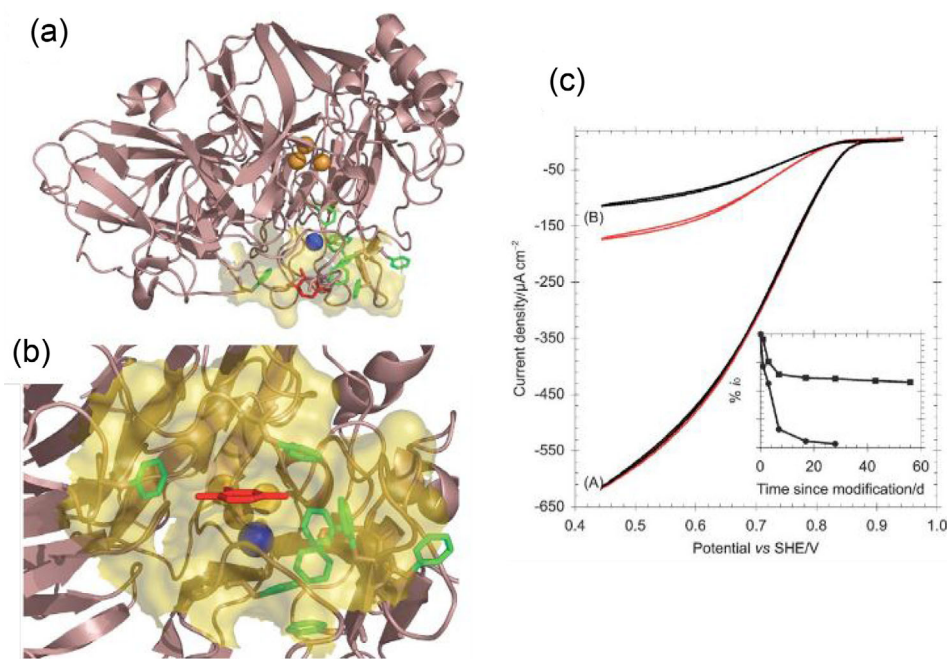 (a)
(b)
(c)
Current density/µA cm⁻²
-50
-150
-250
-350
-450
-550
-650
(B)
(A)
% i₀
0 20 40 60
Time since modification/d
0.4 0.5 0.6 0.7 0.8 0.9 1.0
Potential vs SHE/V